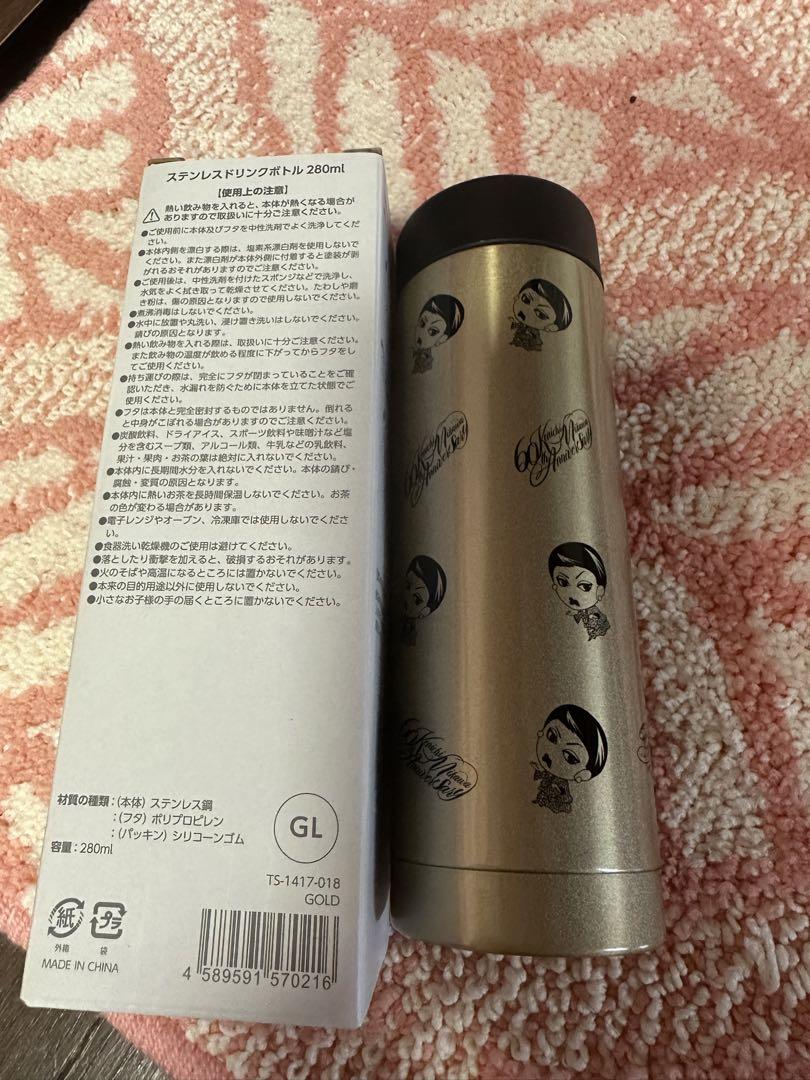 ステンレスドリンクボトル 280ml
【使用上の注意】
熱い飲み物を入れると、本体が熱くなる場合が
ありますので取扱いに十分ご注意ください。
●ご使用前に本体及びフタを中性洗剤でよく洗浄してくだ
さい。
●本体内側を漂白する際は、塩素系漂白剤を使用しないで
ください。また漂白剤が本体外側に付着すると塗装が剥
がれるおそれがありますのでご注意ください。
●ご使用後は、中性洗剤を付けたスポンジなどで洗浄し、
水気をよく拭き取って乾燥させてください。たわしや磨
き粉は、傷の原因となりますので使用しないでください。
●煮沸消毒はしないでください。
●水中に放置や丸洗い、浸け置き洗いはしないでください。
錆びの原因となります。
●熱い飲み物を入れる際は、取扱いに十分ご注意ください。
また飲み物の温度が飲める程度に下がってからフタをし
てご使用ください。
●持ち運びの際は、完全にフタが閉まっていることをご確
認いただき、水漏れを防ぐために本体を立てた状態でご
使用ください。
●フタは本体と完全密封するものではありません。倒れる
と中身がこぼれる場合がありますのでご注意ください。
●炭酸飲料、ドライアイス、スポーツ飲料や味噌汁など塩
分を含むスープ類、アルコール類、牛乳などの乳飲料、
果汁・果肉・お茶の葉は絶対に入れないでください。
●本体内に長期間水分を入れないでください。本体の錆び・
腐蝕・変質の原因となります。
●本体内に熱いお茶を長時間保温しないでください。お茶
の色が変わる場合があります。
●電子レンジやオーブン、冷凍庫では使用しないでくださ
い。
●食器洗い乾燥機のご使用は避けてください。
●落としたり衝撃を加えると、破損するおそれがあります。
●火のそばや高温になるところには置かないでください。
●本来の目的用途以外に使用しないでください。
●小さなお子様の手の届くところに置かないでください。
材質の種類：(本体) ステンレス鋼
：(フタ) ポリプロピレン
：(パッキン) シリコーンゴム
容量：280ml
GL
TS-1417-018
GOLD
紙
プラ
外箱
袋
MADE IN CHINA
4 589591 570216
60th
Anniversary
60th
Anniversary
60
Anniversary